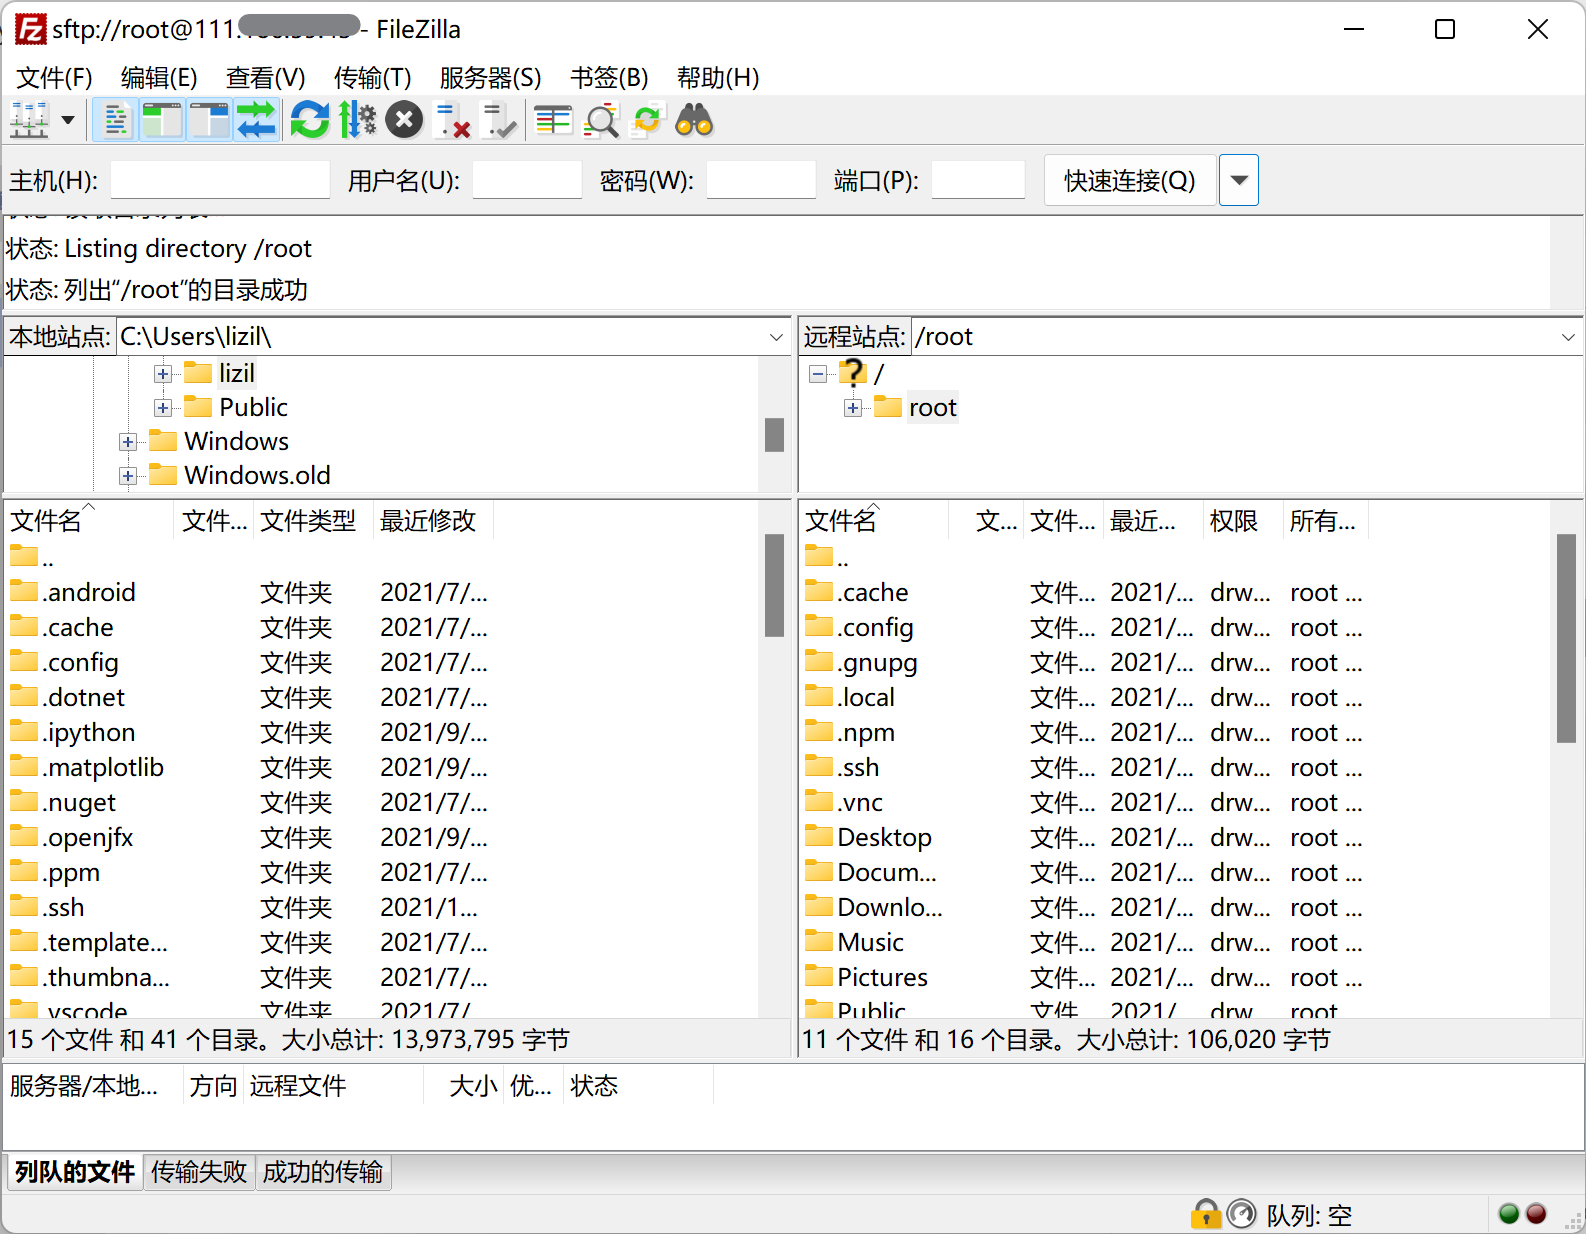 sftp://root@111. - FileZilla
文件(F) 编辑(E) 查看(V) 传输(T) 服务器(S) 书签(B) 帮助(H)
主机(H): 用户名(U): 密码(W): 端口(P): 快速连接(Q)
状态: Listing directory /root
状态: 列出“/root”的目录成功
本地站点: C:\Users\lizil\
lizil
Public
Windows
Windows.old
远程站点: /root
/
root
文件名 文件... 文件类型 最近修改
..
.android 文件夹 2021/7/...
.cache 文件夹 2021/7/...
.config 文件夹 2021/7/...
.dotnet 文件夹 2021/7/...
.ipython 文件夹 2021/9/...
.matplotlib 文件夹 2021/9/...
.nuget 文件夹 2021/7/...
.openjfx 文件夹 2021/9/...
.ppm 文件夹 2021/7/...
.ssh 文件夹 2021/1...
.template... 文件夹 2021/7/...
.thumbna... 文件夹 2021/7/...
.vscode 文件夹 2021/7/
15 个文件 和 41 个目录。大小总计: 13,973,795 字节
文件名 文... 文件... 最近... 权限 所有...
..
.cache 文件... 2021/... drw... root ...
.config 文件... 2021/... drw... root ...
.gnupg 文件... 2021/... drw... root ...
.local 文件... 2021/... drw... root ...
.npm 文件... 2021/... drw... root ...
.ssh 文件... 2021/... drw... root ...
.vnc 文件... 2021/... drw... root ...
Desktop 文件... 2021/... drw... root ...
Docum... 文件... 2021/... drw... root ...
Downlo... 文件... 2021/... drw... root ...
Music 文件... 2021/... drw... root ...
Pictures 文件... 2021/... drw... root ...
Public 文件 2021/ drw root
11 个文件 和 16 个目录。大小总计: 106,020 字节
服务器/本地... 方向 远程文件 大小 优... 状态
列队的文件 传输失败 成功的传输
队列: 空